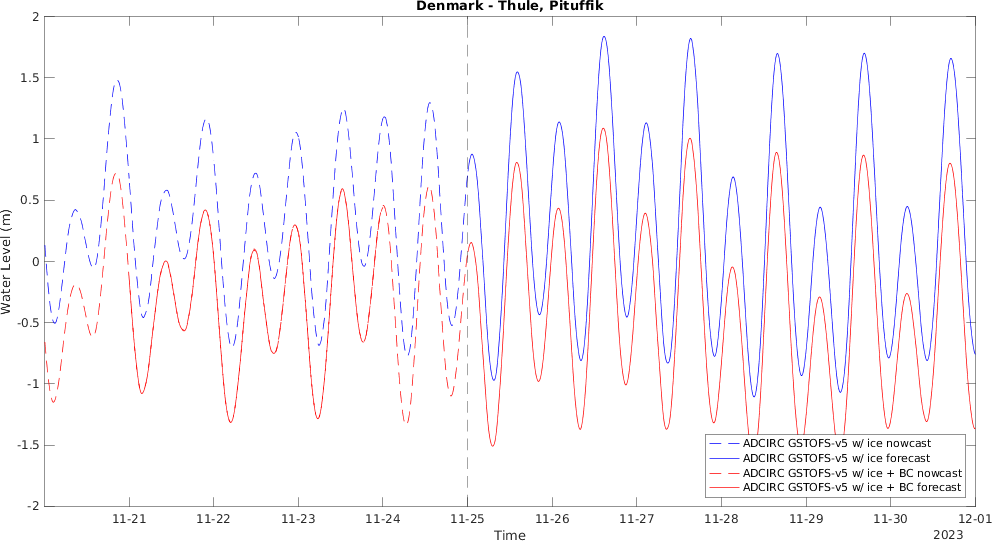 Denmark - Thule, Pituffik
2
1.5
1
0.5
0
-0.5
-1
-1.5
-2
Water Level (m)
ADCIRC GSTOFS-v5 w/ ice nowcast
ADCIRC GSTOFS-v5 w/ ice forecast
ADCIRC GSTOFS-v5 w/ ice + BC nowcast
ADCIRC GSTOFS-v5 w/ ice + BC forecast
11-21 11-22 11-23 11-24 11-25 11-26 11-27 11-28 11-29 11-30 12-01
Time
2023